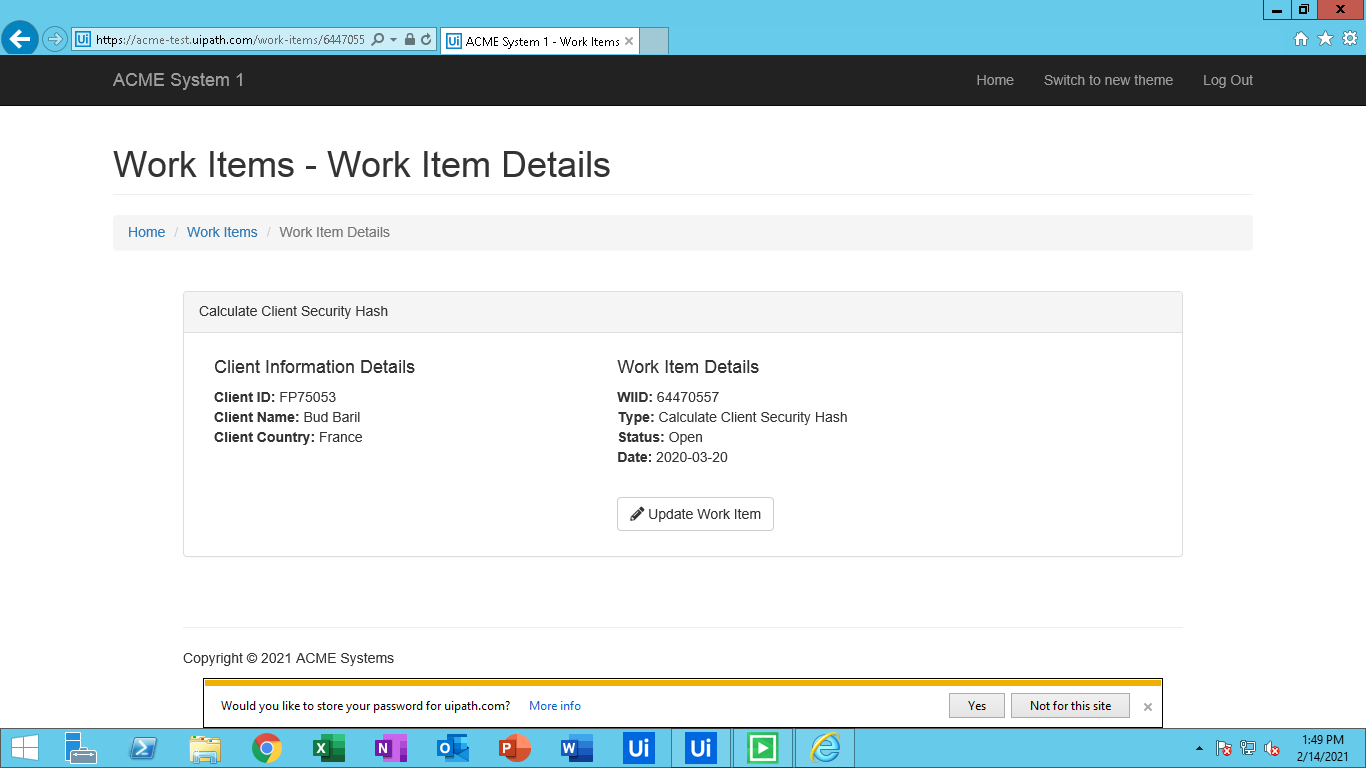 https://acme-test.uipath.com/work-items/6447055
ACME System 1 - Work Items
ACME System 1
Home
Switch to new theme
Log Out
Work Items - Work Item Details
Home / Work Items / Work Item Details
Calculate Client Security Hash
Client Information Details
Client ID: FP75053
Client Name: Bud Baril
Client Country: France
Work Item Details
WIID: 64470557
Type: Calculate Client Security Hash
Status: Open
Date: 2020-03-20
Update Work Item
Copyright © 2021 ACME Systems
Would you like to store your password for uipath.com? More info
Yes
Not for this site
1:49 PM
2/14/2021